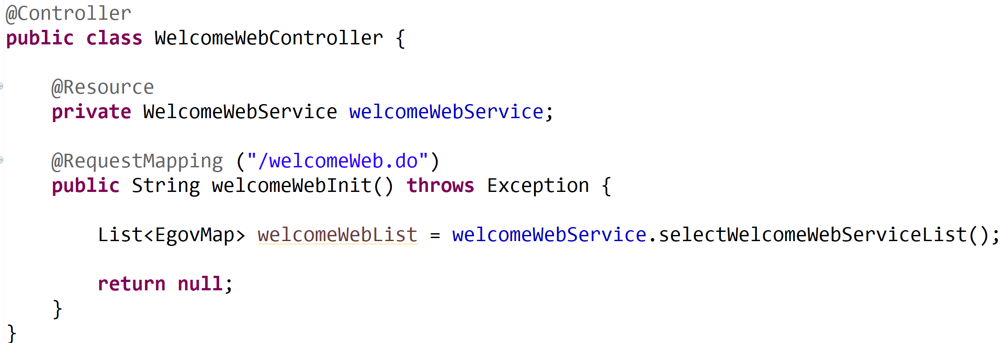 @Controller
public class WelcomeWebController {
@Resource
private WelcomeWebService welcomeWebService;
@RequestMapping ("/welcomeWeb.do")
public String welcomeWebInit() throws Exception {
List<EgovMap> welcomeWebList = welcomeWebService.selectWelcomeWebServiceList();
return null;
}
}